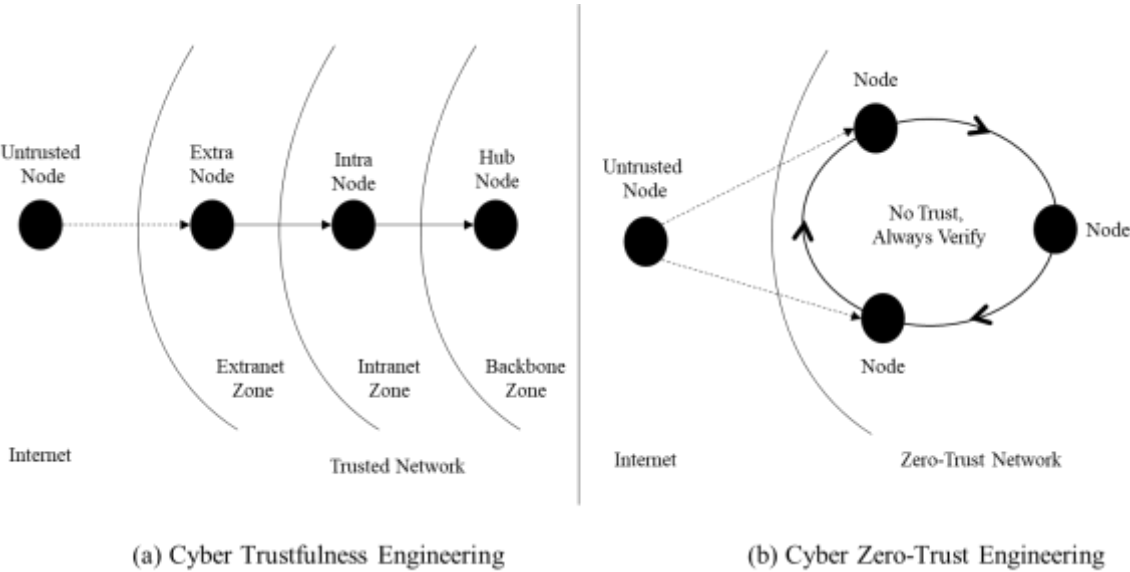 Untrusted
Node
Extra
Node
Intra
Node
Hub
Node
Extranet
Zone
Intranet
Zone
Backbone
Zone
Internet
Trusted Network
(a) Cyber Trustfulness Engineering
Untrusted
Node
Node
No Trust,
Always Verify
Node
Node
Internet
Zero-Trust Network
(b) Cyber Zero-Trust Engineering